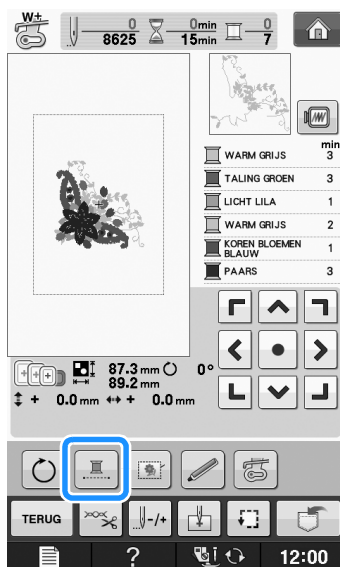 W+
0 0min 0
8625 15min 7
min
WARM GRIJS 3
TALING GROEN 3
LICHT LILA 1
WARM GRIJS 2
KOREN BLOEMEN
BLAUW 1
PAARS 3
87.3 mm 0°
89.2 mm
+ 0.0 mm + 0.0 mm
TERUG
-/+
? 12:00